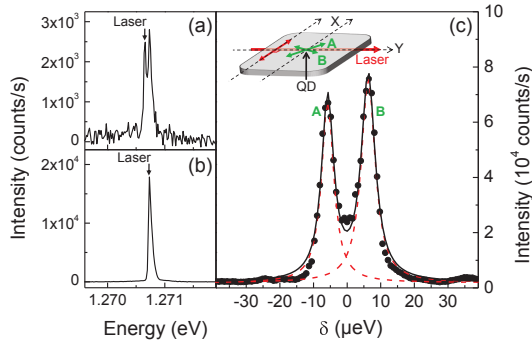 (a)
Laser
3x10³
2x10³
1x10³
0
(b)
Laser
2x10⁴
1x10⁴
0
Intensity (counts/s)
1.270
1.271
Energy (eV)
(c)
X
A
B
Y
Laser
QD
A
B
10
8
6
4
2
0
Intensity (10⁴ counts/s)
-30 -20 -10 0 10 20 30
δ (µeV)